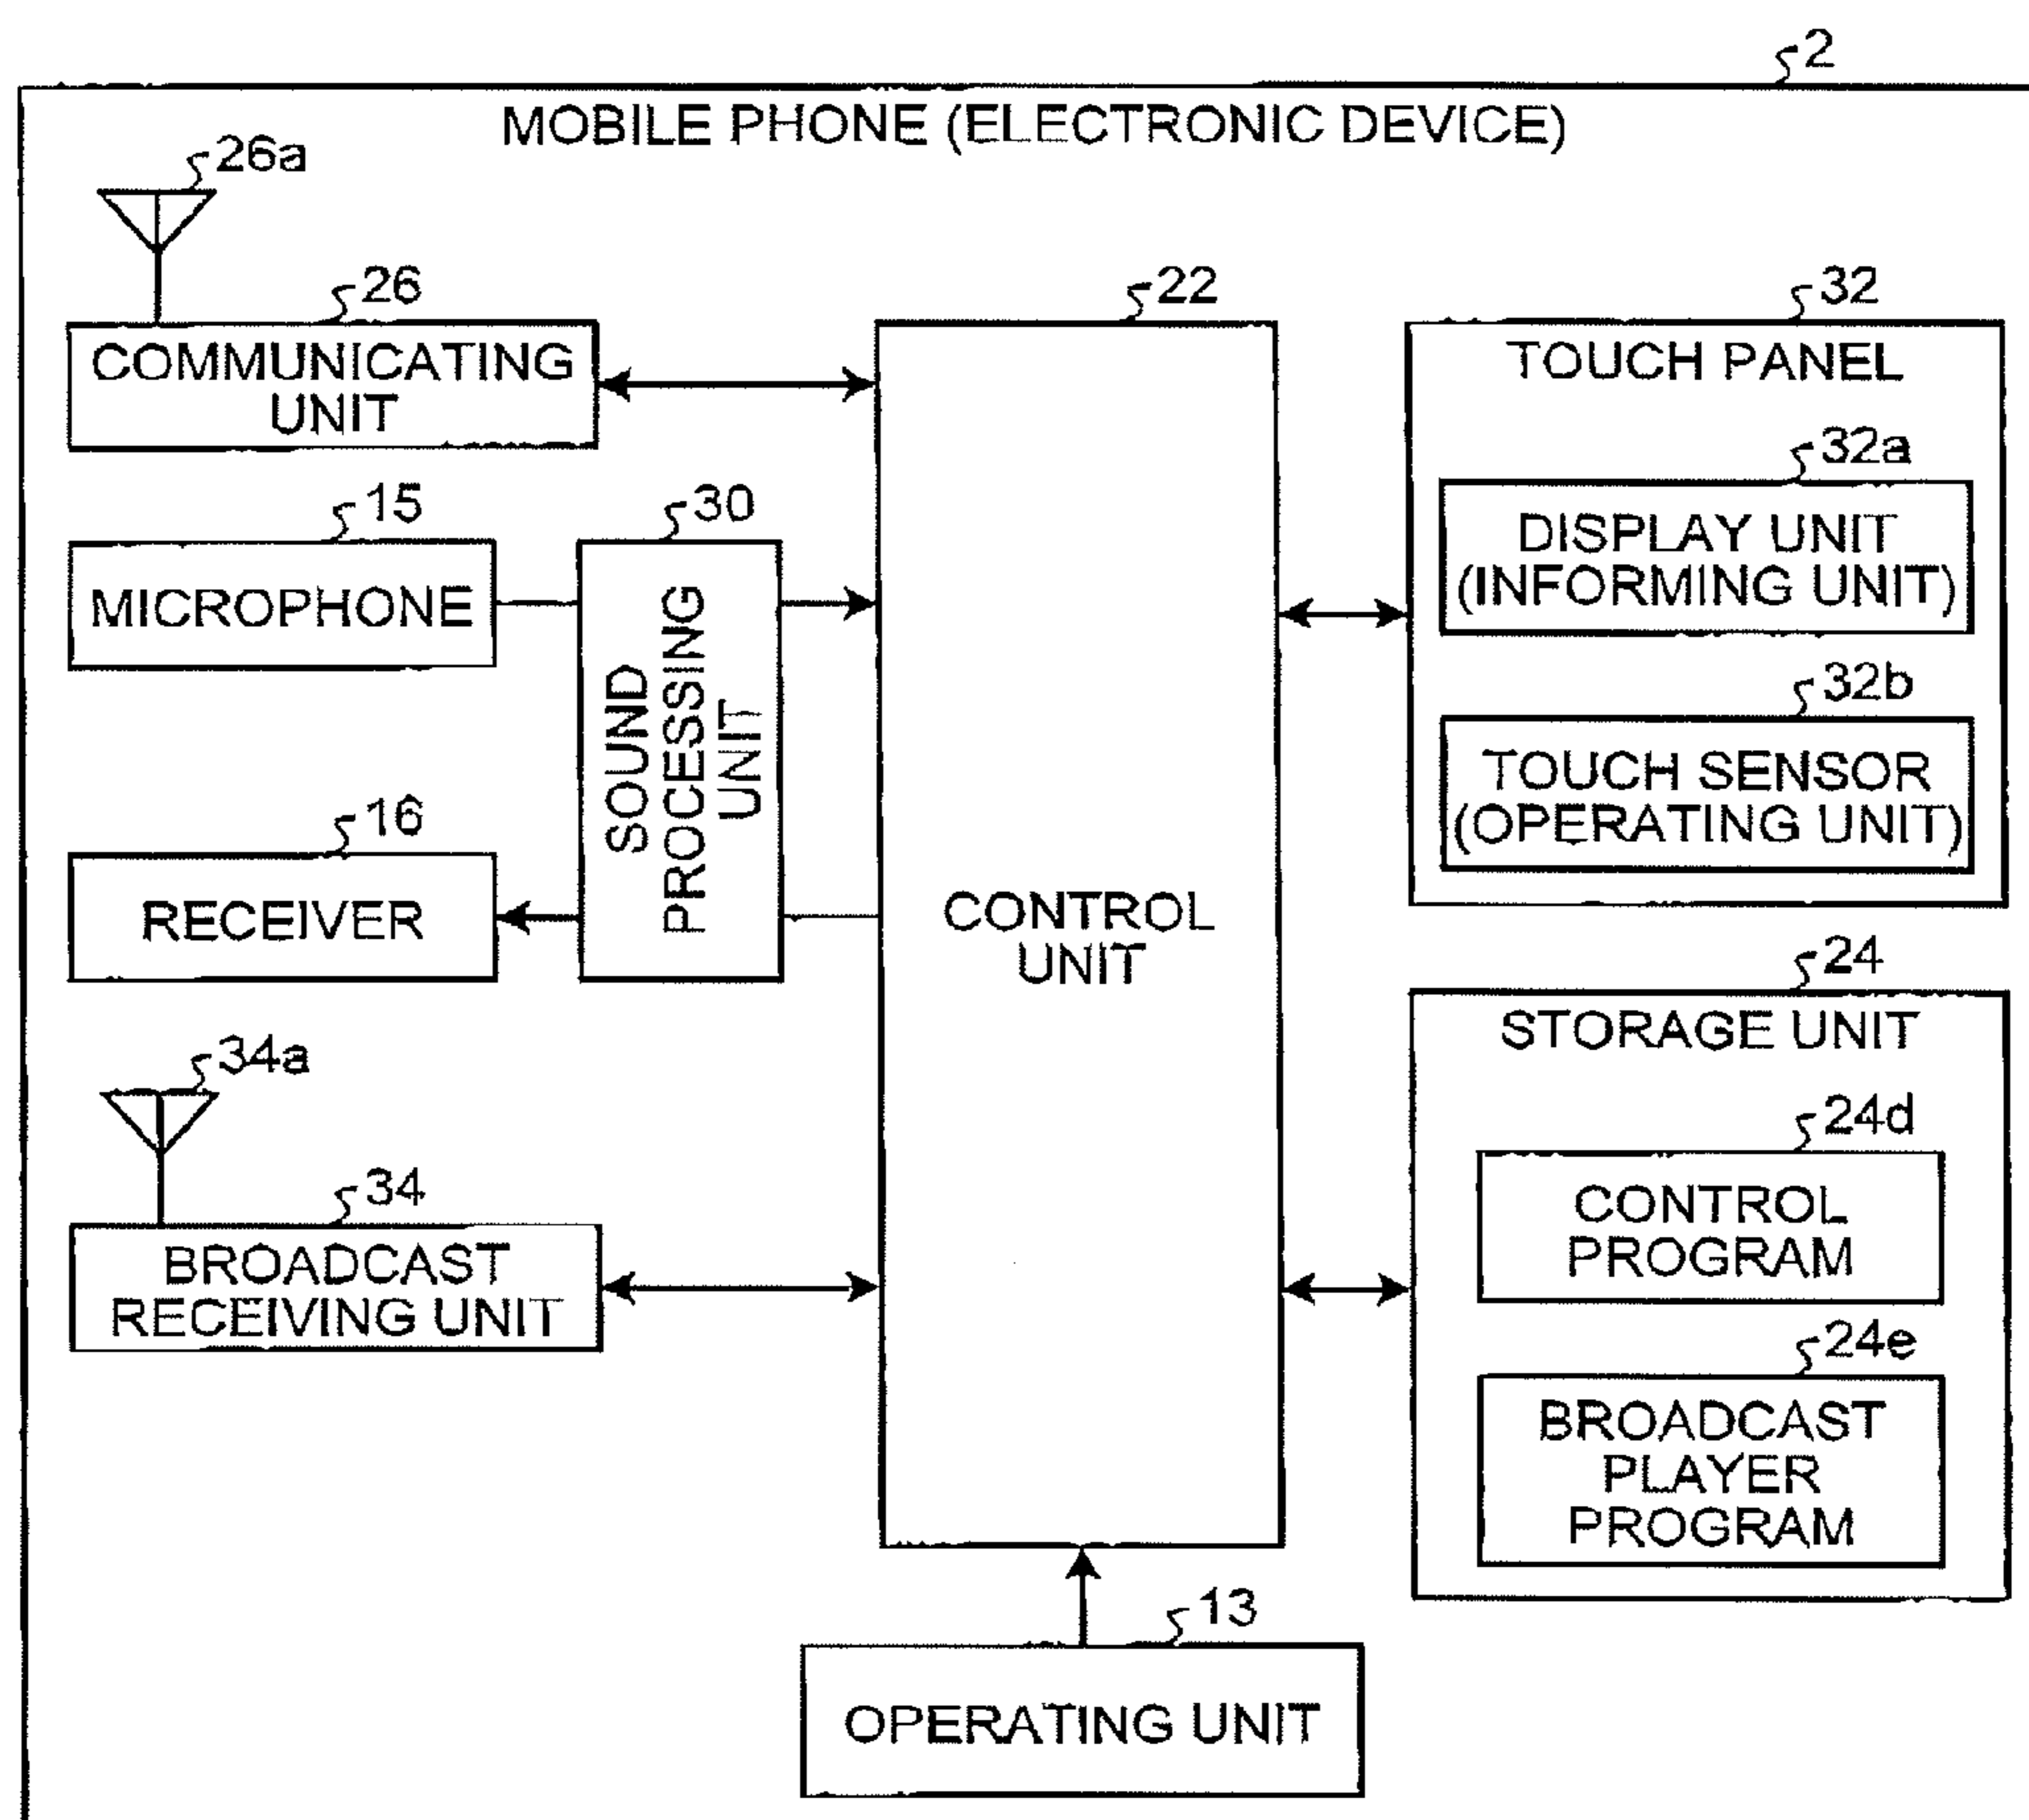 2
MOBILE PHONE (ELECTRONIC DEVICE)
26a
26
COMMUNICATING
UNIT
15
MICROPHONE
30
SOUND
PROCESSING
UNIT
16
RECEIVER
34a
34
BROADCAST
RECEIVING UNIT
22
CONTROL
UNIT
13
OPERATING UNIT
32
TOUCH PANEL
32a
DISPLAY UNIT
(INFORMING UNIT)
32b
TOUCH SENSOR
(OPERATING UNIT)
24
STORAGE UNIT
24d
CONTROL
PROGRAM
24e
BROADCAST
PLAYER
PROGRAM